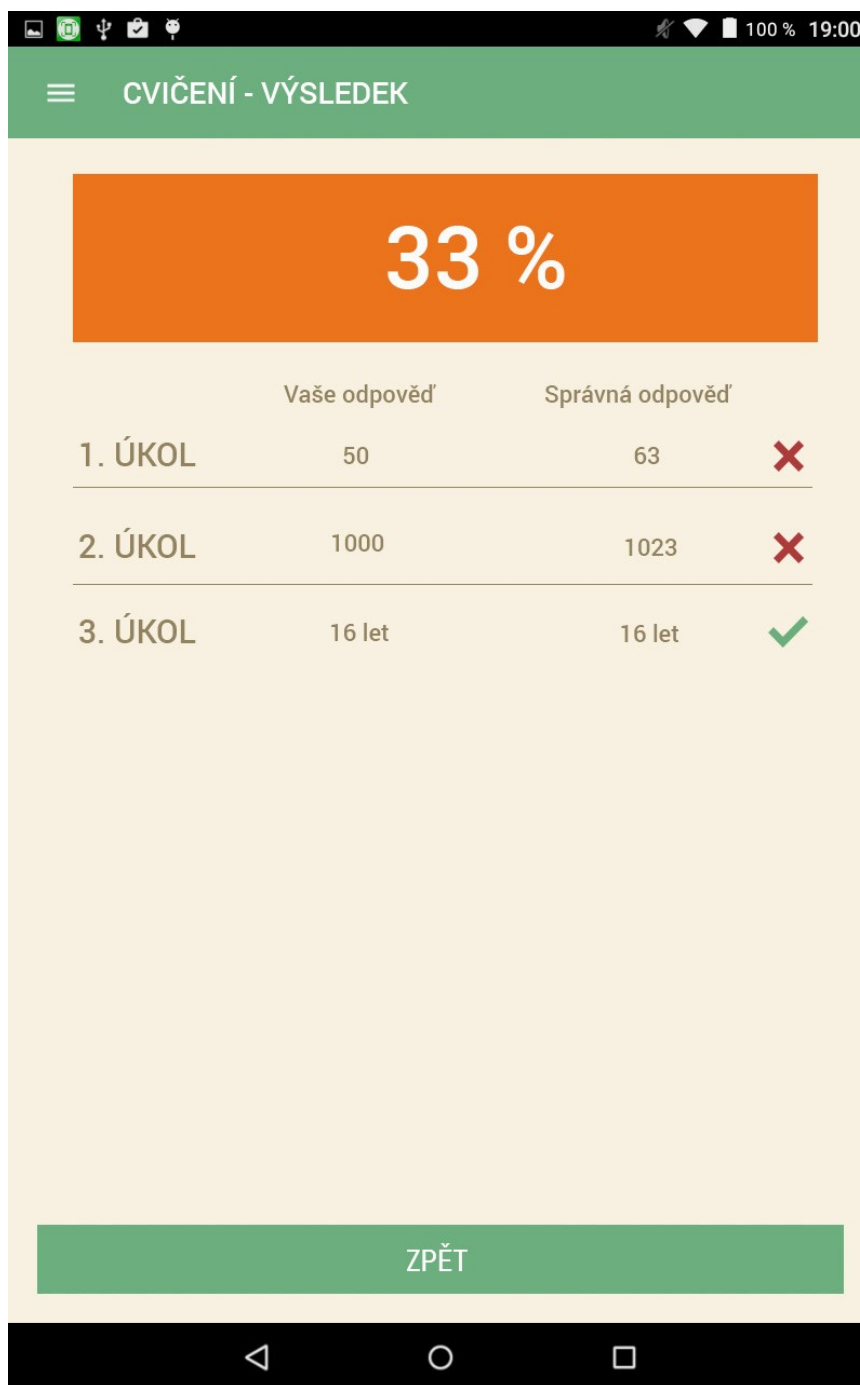 100 % 19:00
CVIČENÍ - VÝSLEDEK
33 %
Vaše odpověď Správná odpověď
1. ÚKOL 50 63
2. ÚKOL 1000 1023
3. ÚKOL 16 let 16 let
ZPĚT